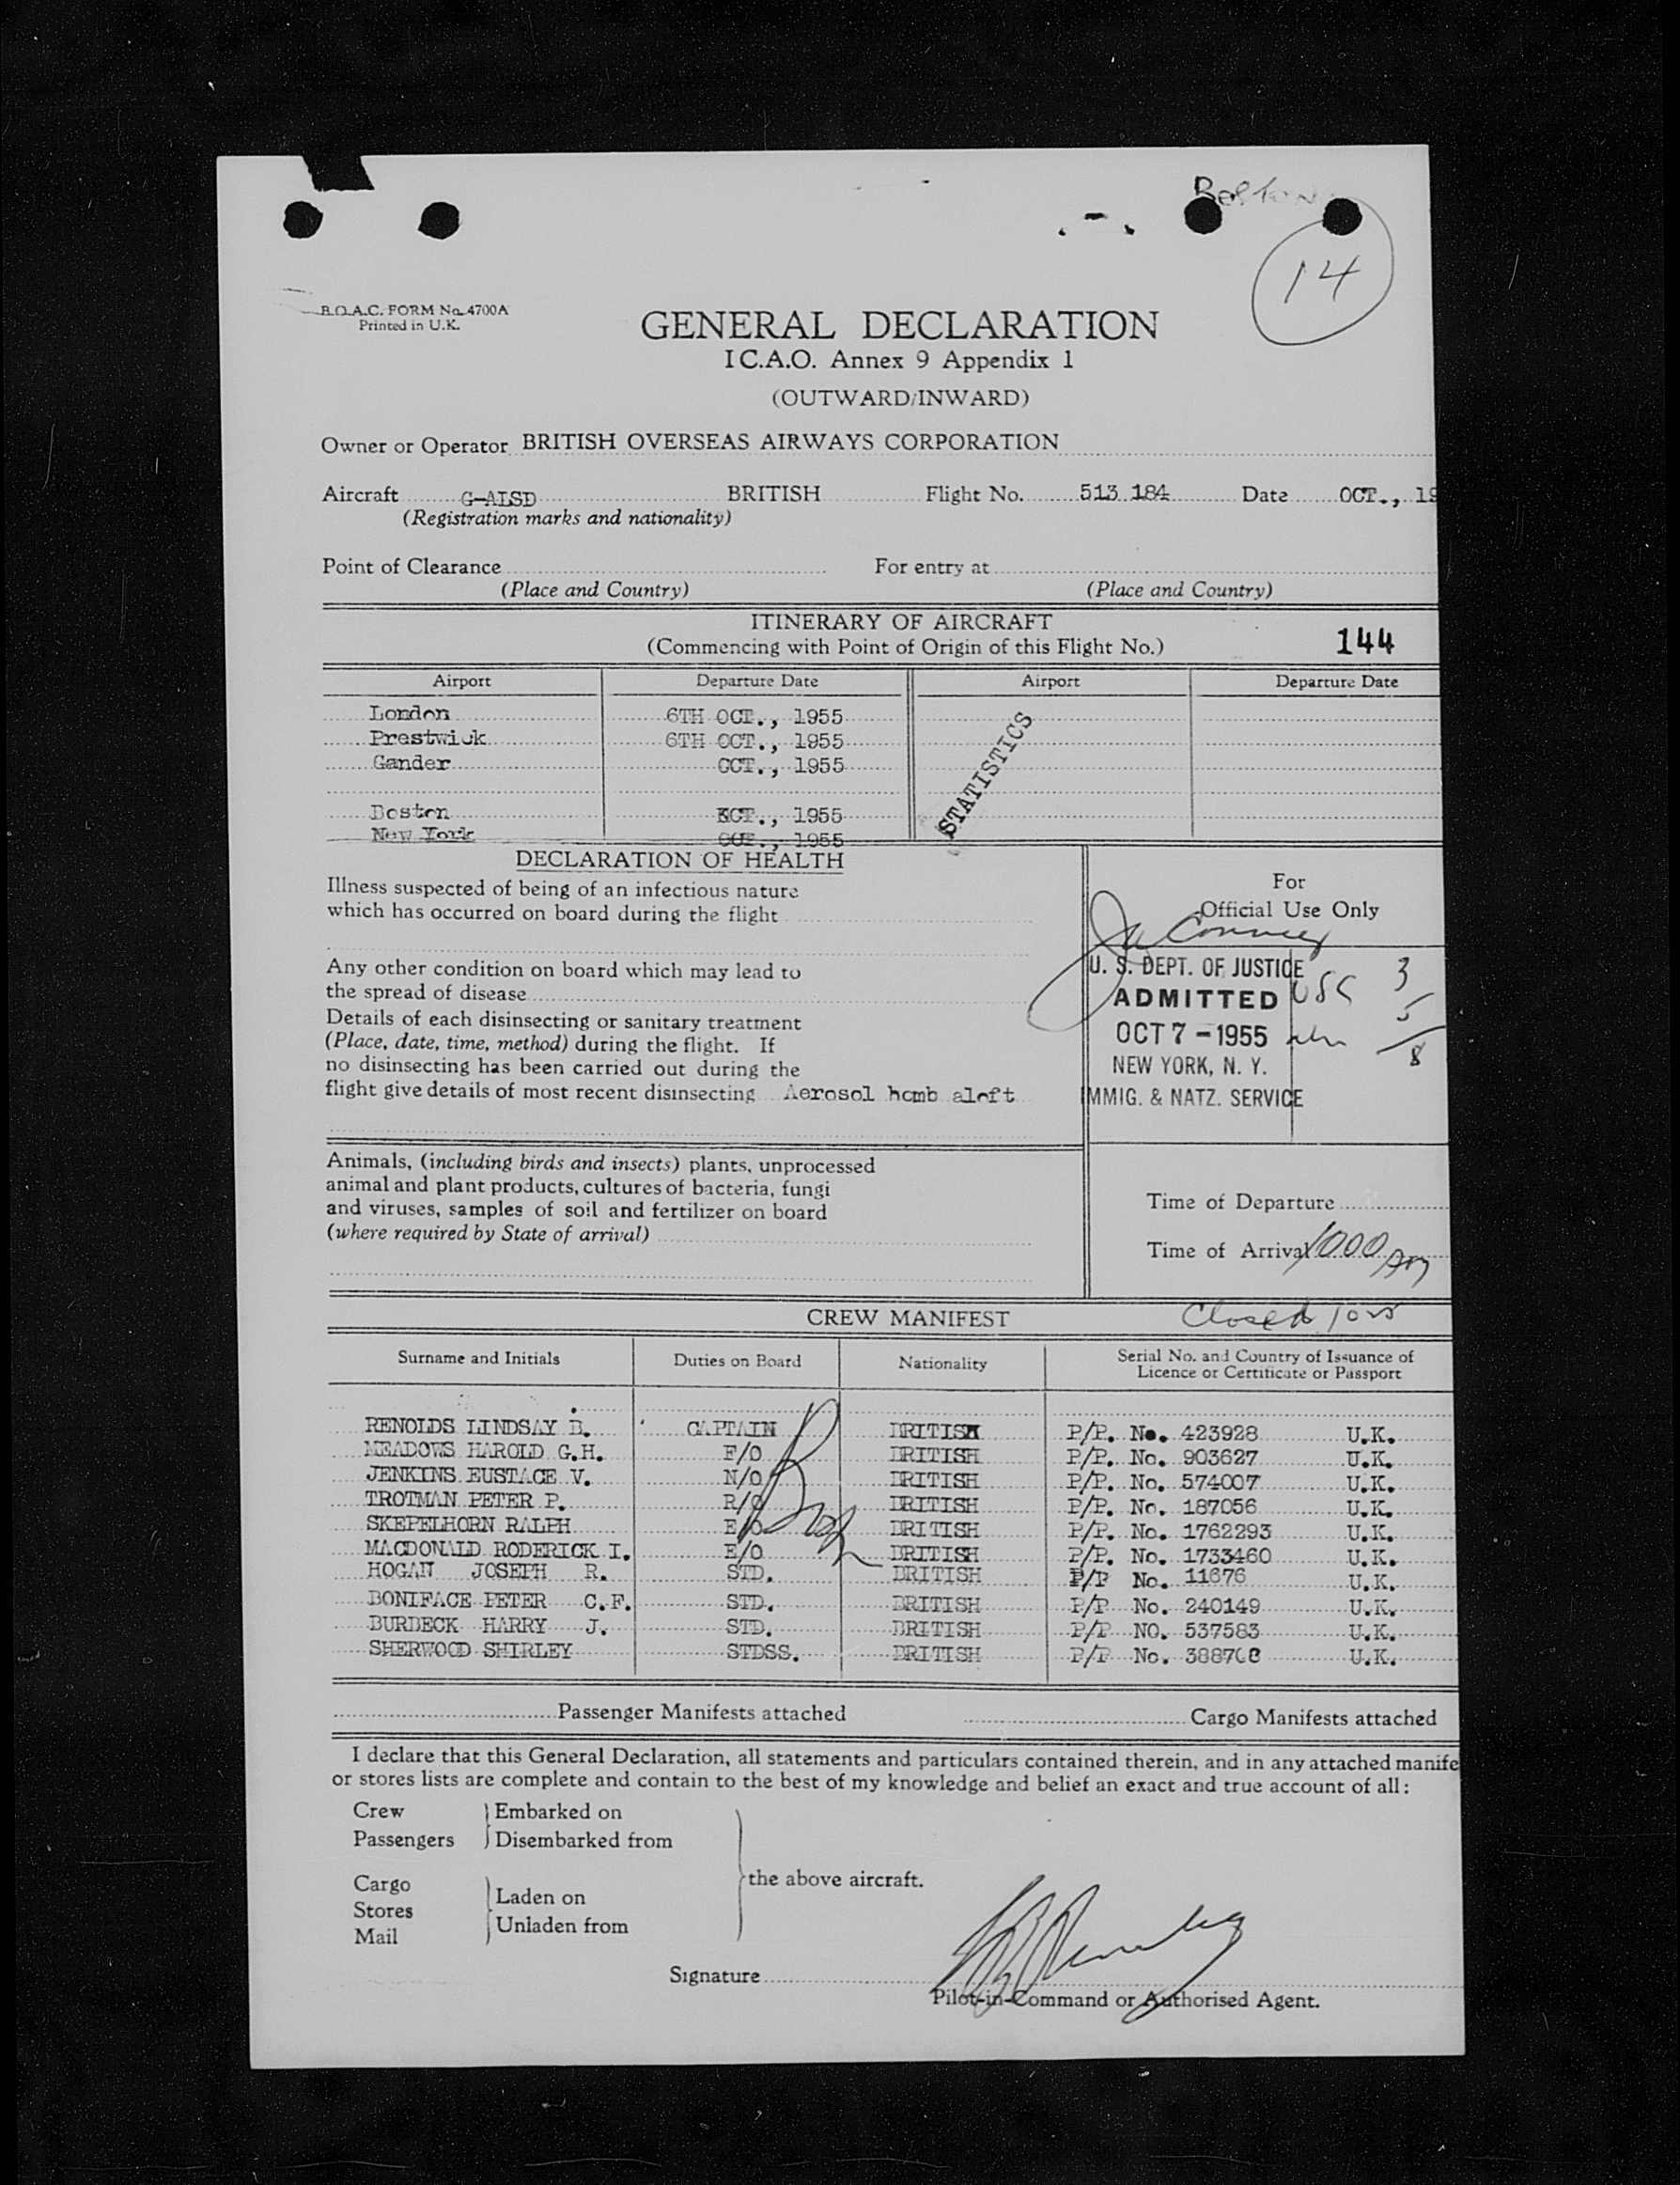 Boston
14
B.O.A.C. FORM No. 4700A
Printed in U.K.
GENERAL DECLARATION
I C.A.O. Annex 9 Appendix 1
(OUTWARD/INWARD)
Owner or Operator BRITISH OVERSEAS AIRWAYS CORPORATION
Aircraft G-ALSD BRITISH Flight No. 513 184 Date OCT., 19
(Registration marks and nationality)
Point of Clearance For entry at
(Place and Country) (Place and Country)
ITINERARY OF AIRCRAFT
(Commencing with Point of Origin of this Flight No.) 144
Airport Departure Date Airport Departure Date
London 6TH OCT., 1955
Prestwick 6TH OCT., 1955
Gander OCT., 1955
STATISTICS
Boston OCT., 1955
New York OCT., 1955
DECLARATION OF HEALTH
Illness suspected of being of an infectious nature
which has occurred on board during the flight
Any other condition on board which may lead to
the spread of disease
Details of each disinsecting or sanitary treatment
(Place, date, time, method) during the flight. If
no disinsecting has been carried out during the
flight give details of most recent disinsecting Aerosol bomb aloft
For
Official Use Only
U. S. DEPT. OF JUSTICE
ADMITTED USC 3
OCT 7 - 1955 5
NEW YORK, N. Y. 8
IMMIG. & NATZ. SERVICE
Animals, (including birds and insects) plants, unprocessed
animal and plant products, cultures of bacteria, fungi
and viruses, samples of soil and fertilizer on board
(where required by State of arrival)
Time of Departure
Time of Arrival 1000 Am
CREW MANIFEST Closed 1015
Surname and Initials Duties on Board Nationality Serial No. and Country of Issuance of
Licence or Certificate or Passport
RENOLDS LINDSAY B. CAPTAIN BRITISH P/P. No. 423928 U.K.
MEADOWS HAROLD G.H. F/O BRITISH P/P. No. 903627 U.K.
JENKINS EUSTACE V. N/O BRITISH P/P. No. 574007 U.K.
TROTMAN PETER P. R/O BRITISH P/P. No. 187056 U.K.
SKEPELHORN RALPH E/O BRITISH P/P. No. 1762293 U.K.
MACDONALD RODERICK I. E/O BRITISH P/P. No. 1733460 U.K.
HOGAN JOSEPH R. STD. BRITISH P/P No. 11676 U.K.
BONIFACE PETER C.F. STD. BRITISH P/P No. 240149 U.K.
BURBECK HARRY J. STD. BRITISH P/P NO. 537583 U.K.
SHERWOOD SHIRLEY STDSS. BRITISH P/P No. 388768 U.K.
Passenger Manifests attached Cargo Manifests attached
I declare that this General Declaration, all statements and particulars contained therein, and in any attached manife
or stores lists are complete and contain to the best of my knowledge and belief an exact and true account of all :
Crew Embarked on
Passengers Disembarked from
the above aircraft.
Cargo
Stores Laden on
Mail Unladen from
Signature
Pilot-in-Command or Authorised Agent.